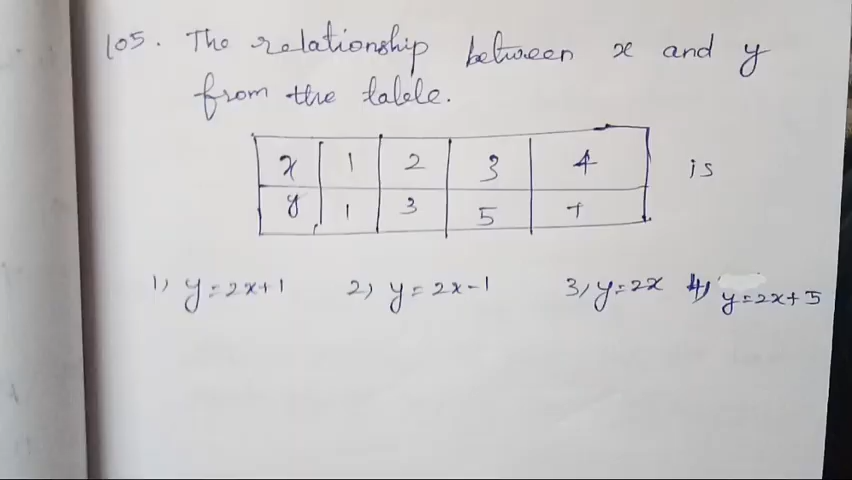 105. The relationship between x and y
from the table.
x 1 2 3 4 is
y 1 3 5 7
1) y=2x+1 2) y=2x-1 3) y=2x 4) y=2x+5